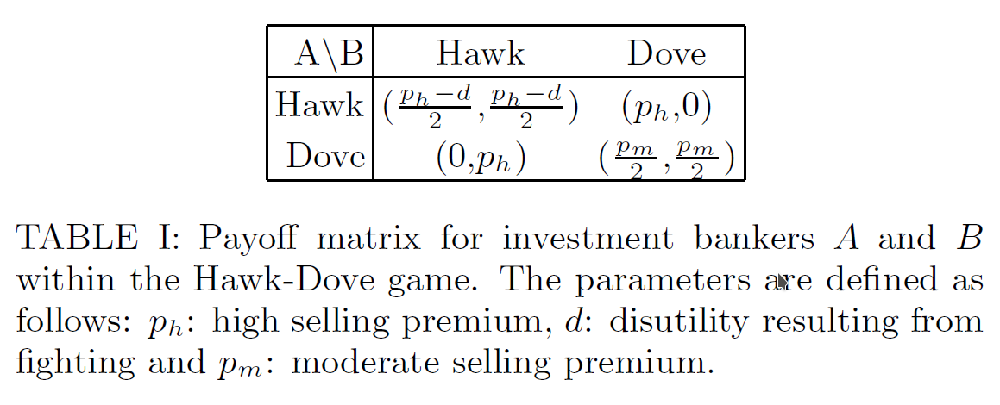 A\B Hawk Dove
Hawk (\frac{p_h-d}{2},\frac{p_h-d}{2}) (p_h,0)
Dove (0,p_h) (\frac{p_m}{2},\frac{p_m}{2})
TABLE I: Payoff matrix for investment bankers A and B
within the Hawk-Dove game. The parameters are defined as
follows: p_h: high selling premium, d: disutility resulting from
fighting and p_m: moderate selling premium.